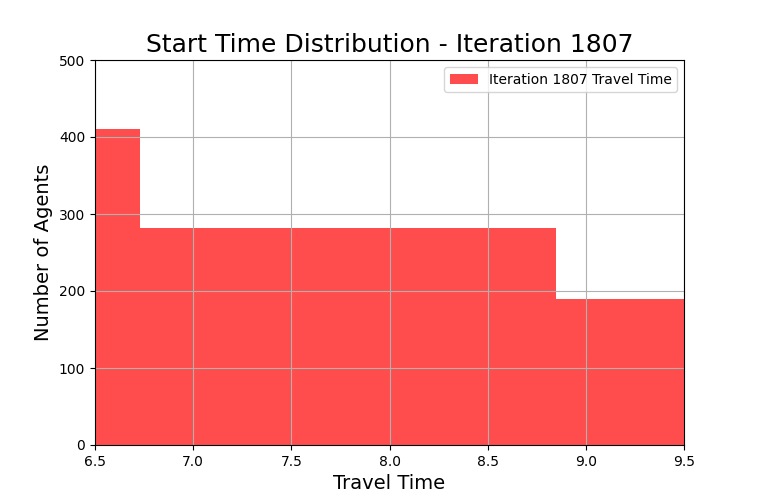 Start Time Distribution - Iteration 1807
Iteration 1807 Travel Time
Number of Agents
500
400
300
200
100
0
6.5 7.0 7.5 8.0 8.5 9.0 9.5
Travel Time